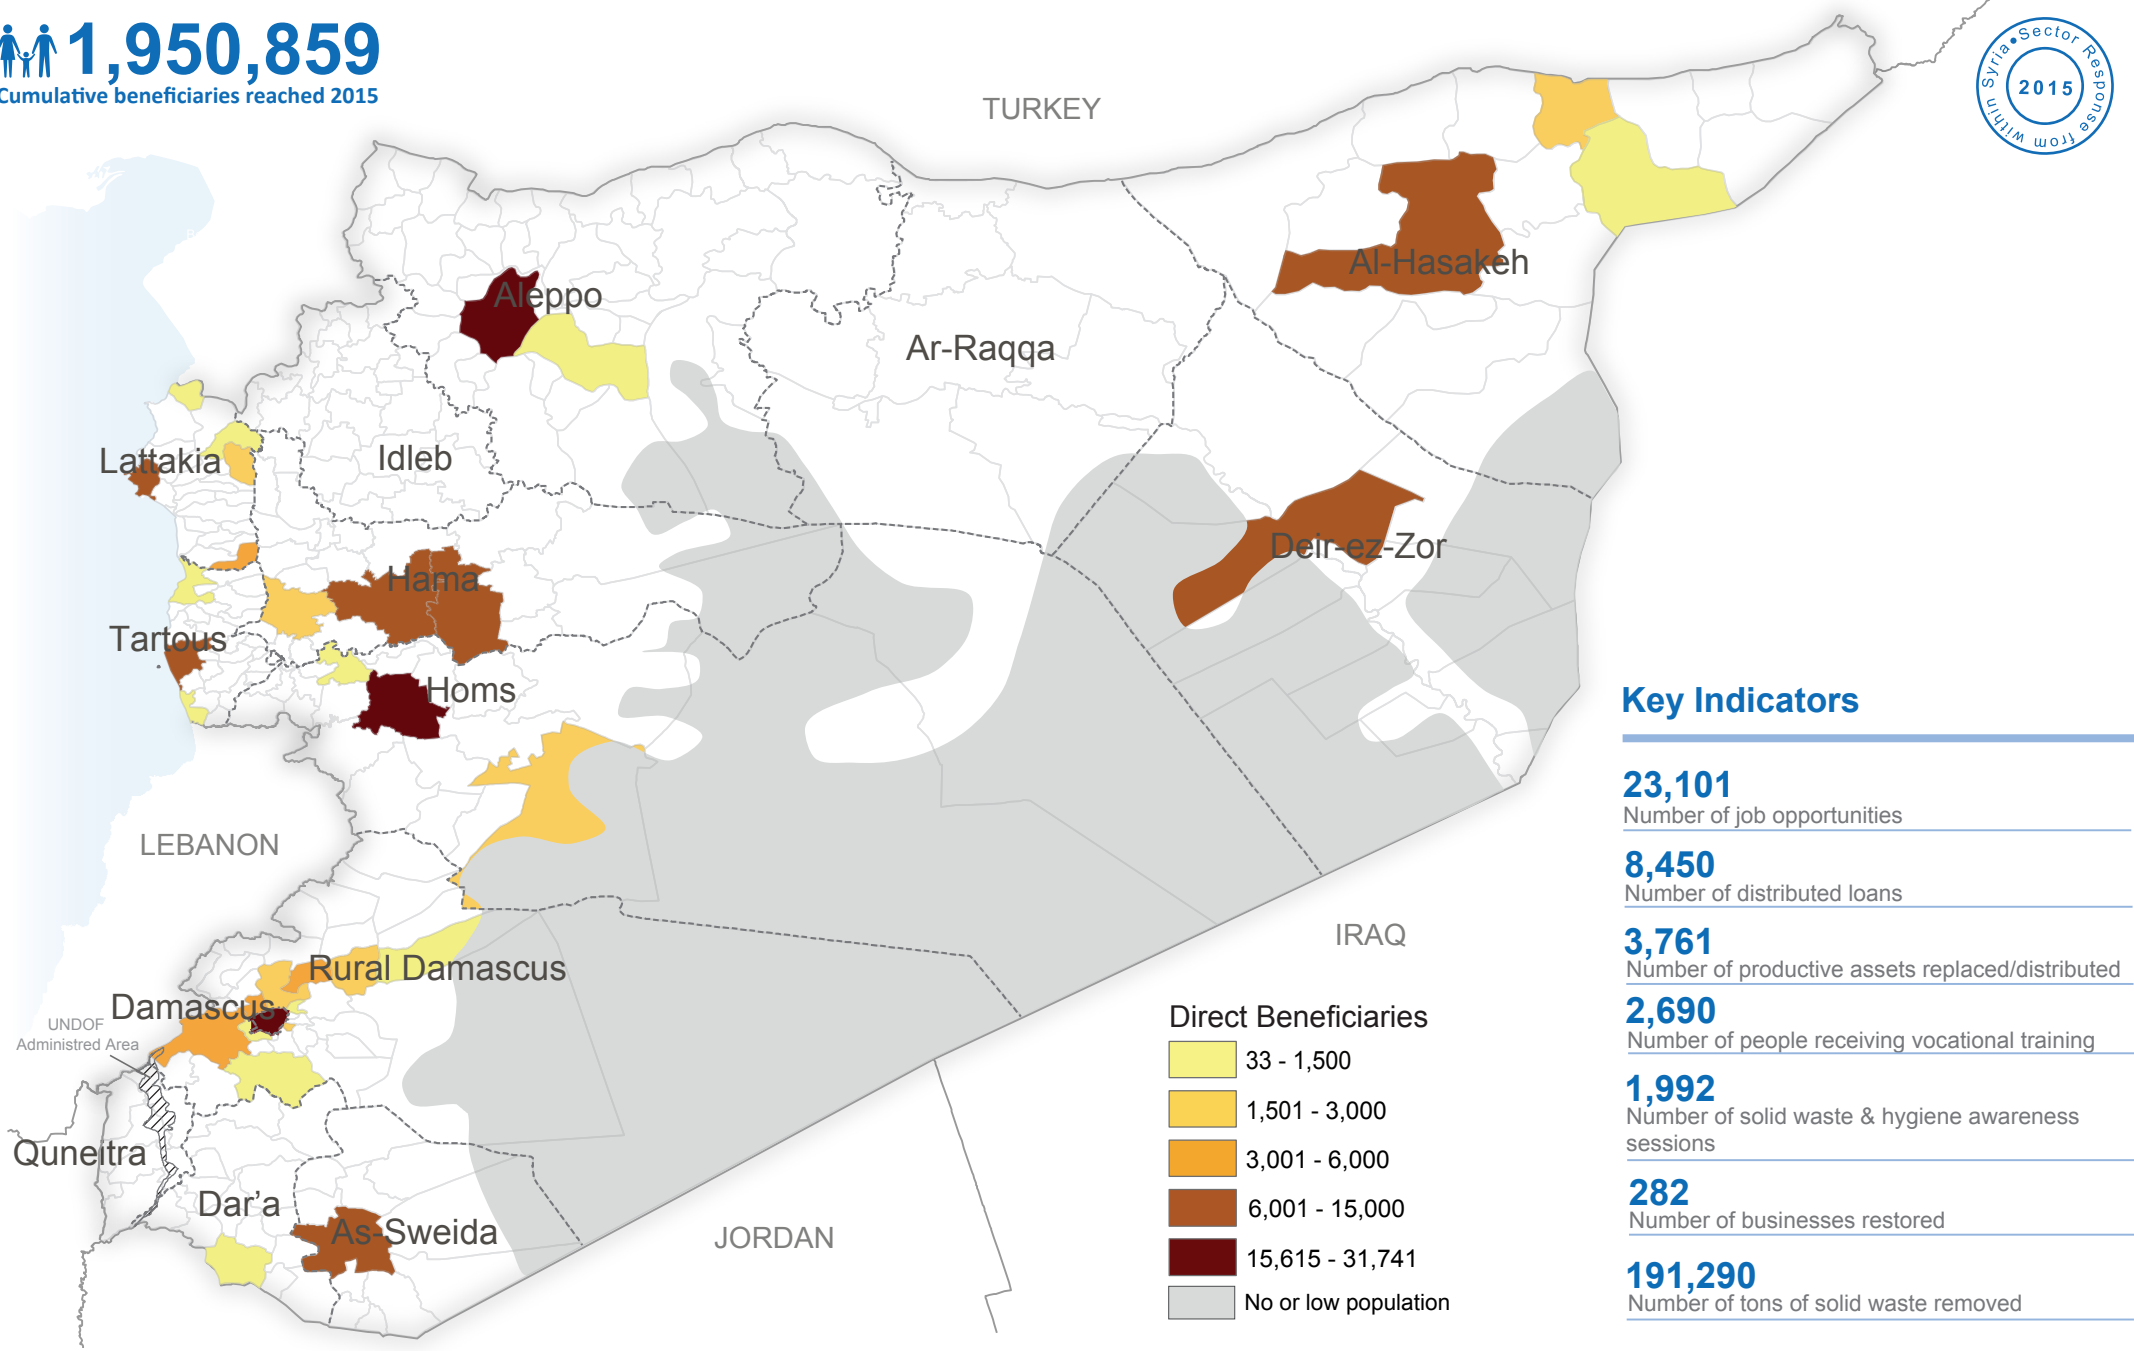 1,950,859
Cumulative beneficiaries reached 2015
Sector Response from within Syria
2015
TURKEY
Al-Hasakeh
Aleppo
Ar-Raqqa
Lattakia
Idleb
Deir-ez-Zor
Hama
Tartous
Homs
LEBANON
IRAQ
Rural Damascus
Damascus
UNDOF
Administred Area
Quneitra
Dar'a
As-Sweida
JORDAN
Direct Beneficiaries
33 - 1,500
1,501 - 3,000
3,001 - 6,000
6,001 - 15,000
15,615 - 31,741
No or low population
Key Indicators
23,101
Number of job opportunities
8,450
Number of distributed loans
3,761
Number of productive assets replaced/distributed
2,690
Number of people receiving vocational training
1,992
Number of solid waste & hygiene awareness
sessions
282
Number of businesses restored
191,290
Number of tons of solid waste removed